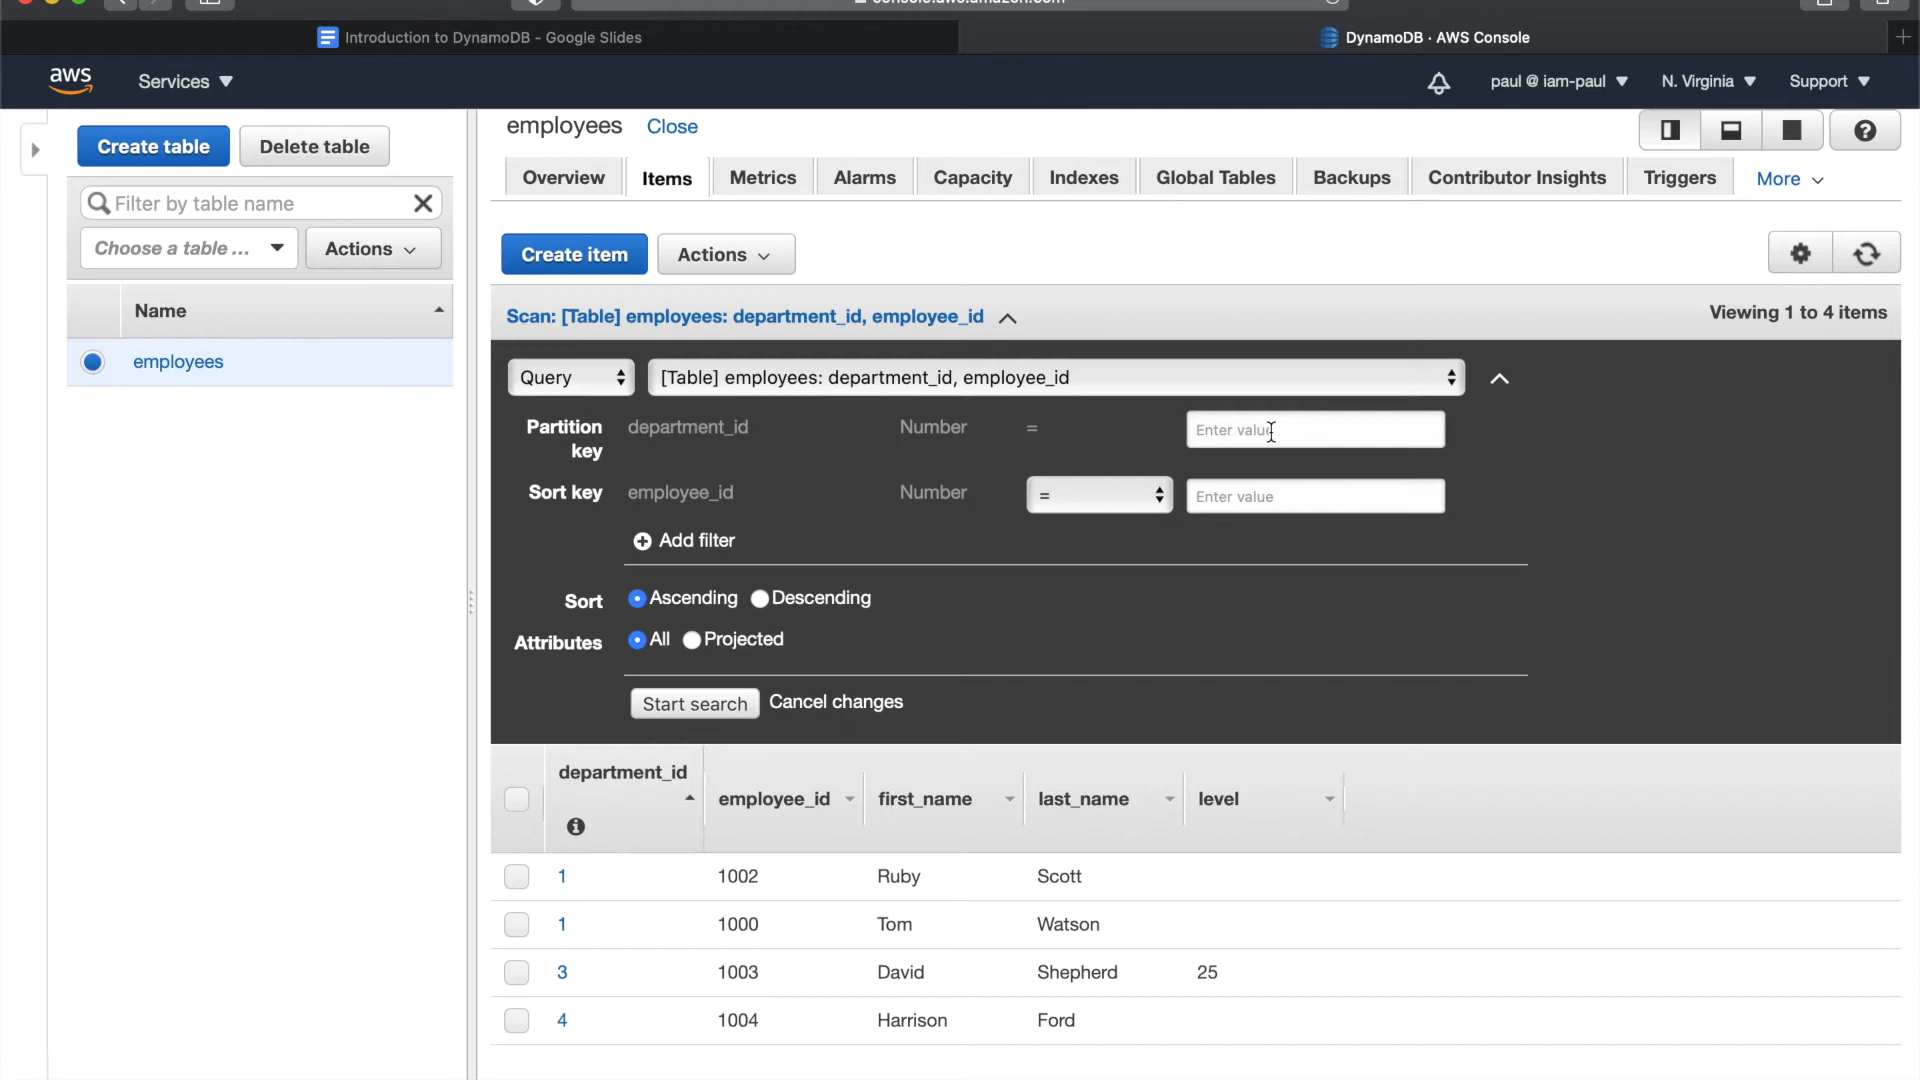 console.aws.amazon.com
Introduction to DynamoDB - Google Slides
DynamoDB · AWS Console
aws
Services
paul @ iam-paul
N. Virginia
Support
Create table
Delete table
employees
Close
Overview
Items
Metrics
Alarms
Capacity
Indexes
Global Tables
Backups
Contributor Insights
Triggers
More
Filter by table name
Choose a table ...
Actions
Create item
Actions
Name
employees
Scan: [Table] employees: department_id, employee_id
Viewing 1 to 4 items
Query
[Table] employees: department_id, employee_id
Partition key
department_id
Number
=
Enter value
Sort key
employee_id
Number
=
Enter value
Add filter
Sort
Ascending
Descending
Attributes
All
Projected
Start search
Cancel changes
department_id
employee_id
first_name
last_name
level
1 1002 Ruby Scott
1 1000 Tom Watson
3 1003 David Shepherd 25
4 1004 Harrison Ford